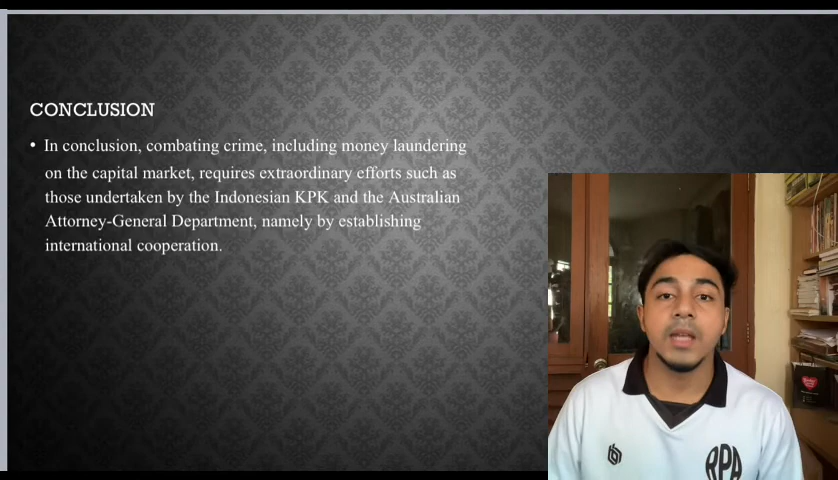 CONCLUSION
• In conclusion, combating crime, including money laundering
on the capital market, requires extraordinary efforts such as
those undertaken by the Indonesian KPK and the Australian
Attorney-General Department, namely by establishing
international cooperation.
RPA